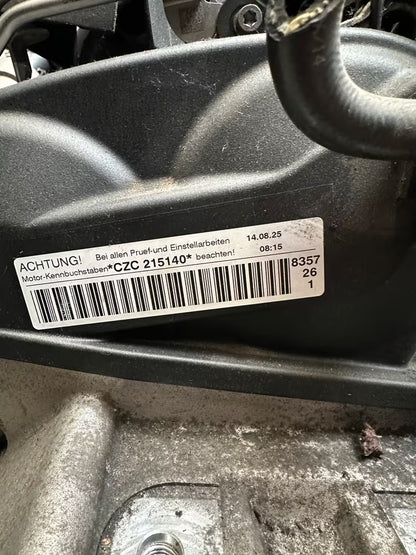 ACHTUNG! Bei allen Pruef-und Einstellarbeiten 14.08.25
Motor-Kennbuchstaben *CZC 215140* beachten! 08:15
8357
26
1